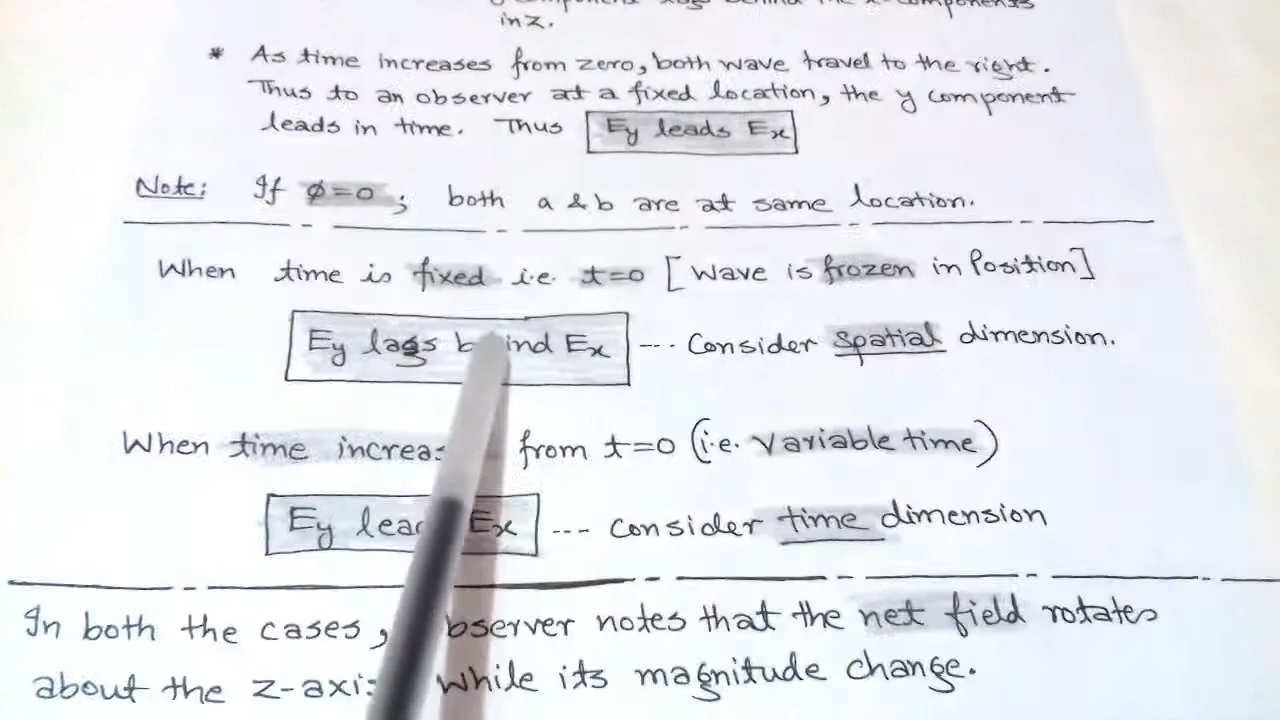 in z.
* As time increases from zero, both wave travel to the right.
Thus to an observer at a fixed location, the y component
leads in time. Thus Ey leads Ex
Note: If φ=0 ; both a & b are at same location.
When time is fixed i.e. t=0 [Wave is frozen in Position]
Ey lags b ind Ex --- Consider spatial dimension.
When time increas from t=0 (i.e. variable time)
Ey lead Ex ---- consider time dimension
In both the cases, bserver notes that the net field rotates
about the z-axis while its magnitude change.